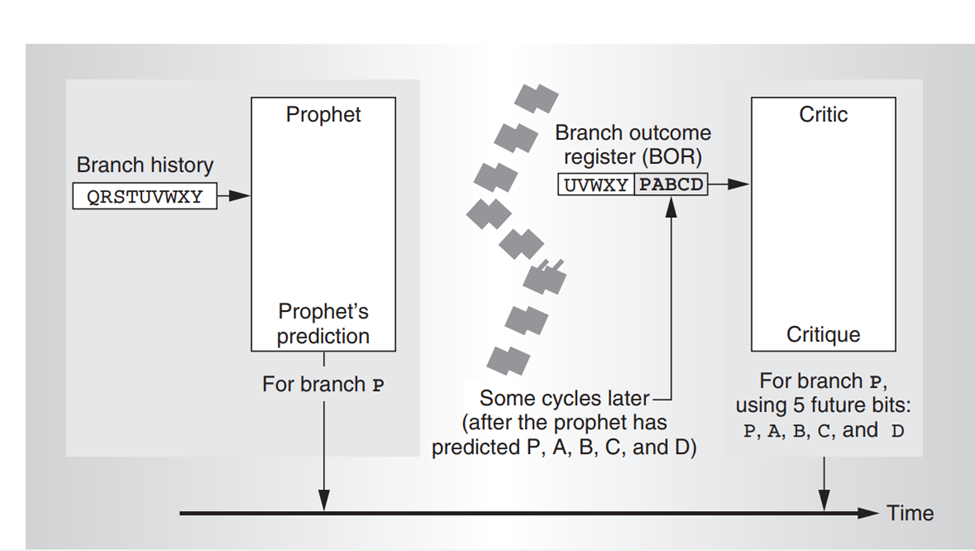 Prophet
Branch history
QRSTUVWXY
Prophet's
prediction
For branch P
Branch outcome
register (BOR)
UVWXY PABCD
Some cycles later
(after the prophet has
predicted P, A, B, C, and D)
Critic
Critique
For branch P,
using 5 future bits:
P, A, B, C, and D
Time